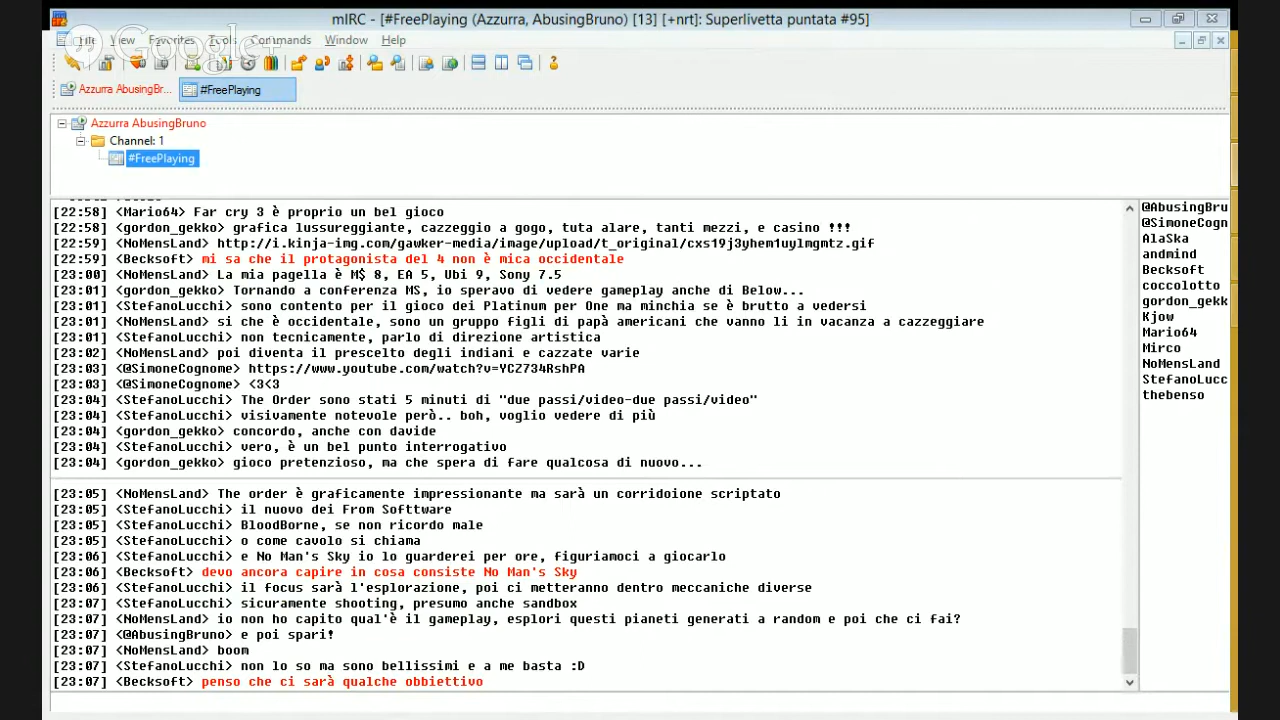 mIRC - [#FreePlaying (Azzurra, AbusingBruno) [13] [+nrt]: Superlivetta puntata #95]
File View Favorites Tools Commands Window Help
Google+
Azzurra AbusingBr... #FreePlaying
Azzurra AbusingBruno
Channel: 1
#FreePlaying
[22:58] <Mario64> Far cry 3 è proprio un bel gioco
[22:58] <gordon_gekko> grafica lussureggiante, cazzeggio a gogo, tuta alare, tanti mezzi, e casino !!!
[22:59] <NoMensLand> http://i.kinja-img.com/gawker-media/image/upload/t_original/cxs19j3yhem1uylmgmtz.gif
[22:59] <Becksoft> mi sa che il protagonista del 4 non è mica occidentale
[23:00] <NoMensLand> La mia pagella è M$ 8, EA 5, Ubi 9, Sony 7.5
[23:01] <gordon_gekko> Tornando a conferenza MS, io speravo di vedere gameplay anche di Below...
[23:01] <StefanoLucchi> sono contento per il gioco dei Platinum per One ma minchia se è brutto a vedersi
[23:01] <NoMensLand> si che è occidentale, sono un gruppo figli di papà americani che vanno li in vacanza a cazzeggiare
[23:01] <StefanoLucchi> non tecnicamente, parlo di direzione artistica
[23:02] <NoMensLand> poi diventa il prescelto degli indiani e cazzate varie
[23:03] <@SimoneCognome> https://www.youtube.com/watch?v=YCZ734RshPA
[23:03] <@SimoneCognome> <3<3
[23:04] <StefanoLucchi> The Order sono stati 5 minuti di "due passi/video-due passi/video"
[23:04] <StefanoLucchi> visivamente notevole però.. boh, voglio vedere di più
[23:04] <gordon_gekko> concordo, anche con davide
[23:04] <StefanoLucchi> vero, è un bel punto interrogativo
[23:04] <gordon_gekko> gioco pretenzioso, ma che spera di fare qualcosa di nuovo...
[23:05] <NoMensLand> The order è graficamente impressionante ma sarà un corridoione scriptato
[23:05] <StefanoLucchi> il nuovo dei From Softtware
[23:05] <StefanoLucchi> BloodBorne, se non ricordo male
[23:05] <StefanoLucchi> o come cavolo si chiama
[23:06] <StefanoLucchi> e No Man's Sky io lo guarderei per ore, figuriamoci a giocarlo
[23:06] <Becksoft> devo ancora capire in cosa consiste No Man's Sky
[23:06] <StefanoLucchi> il focus sarà l'esplorazione, poi ci metteranno dentro meccaniche diverse
[23:07] <StefanoLucchi> sicuramente shooting, presumo anche sandbox
[23:07] <NoMensLand> io non ho capito qual'è il gameplay, esplori questi pianeti generati a random e poi che ci fai?
[23:07] <@AbusingBruno> e poi spari!
[23:07] <NoMensLand> boom
[23:07] <StefanoLucchi> non lo so ma sono bellissimi e a me basta :D
[23:07] <Becksoft> penso che ci sarà qualche obbiettivo
@AbusingBru
@SimoneCogn
AlaSka
andmind
Becksoft
coccolotto
gordon_gekk
Kjow
Mario64
Mirco
NoMensLand
StefanoLucc
thebenso